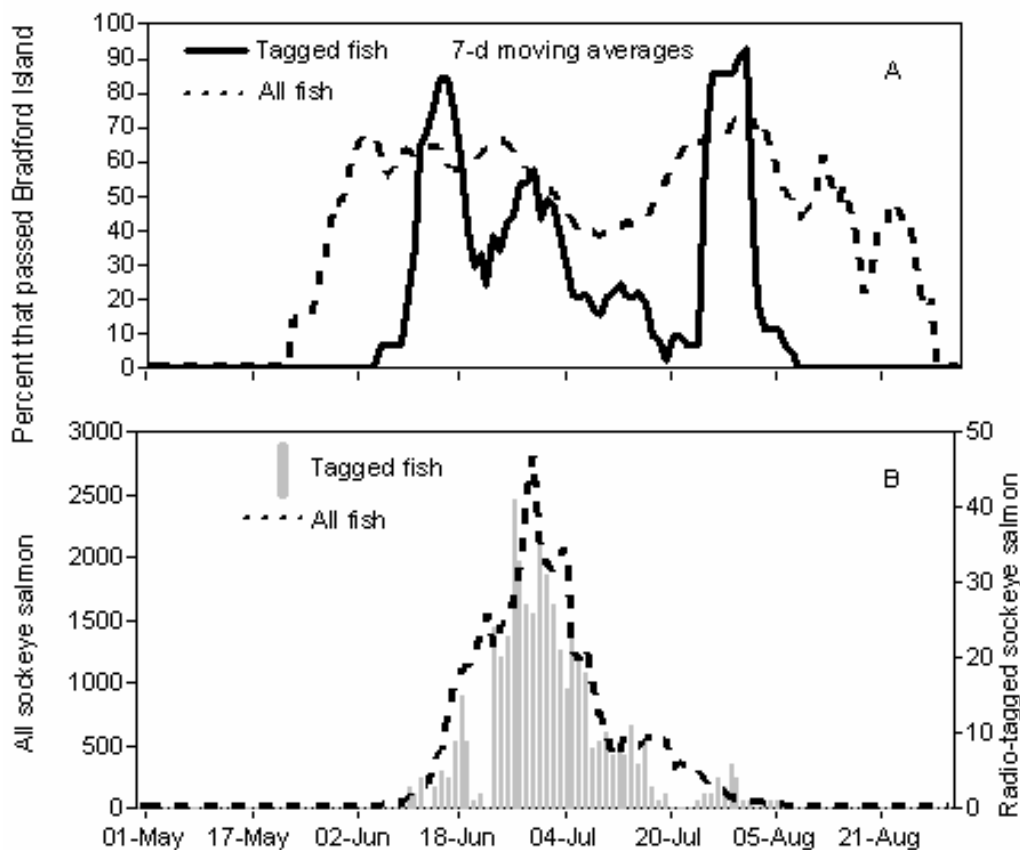 Percent that passed Bradford Island
100
90
80
70
60
50
40
30
20
10
0
Tagged fish 7-d moving averages
All fish
A
All sockeye salmon
3000
2500
2000
1500
1000
500
0
Tagged fish
All fish
B
50
40
30
20
10
0
Radio-tagged sockeye salmon
01-May 17-May 02-Jun 18-Jun 04-Jul 20-Jul 05-Aug 21-Aug